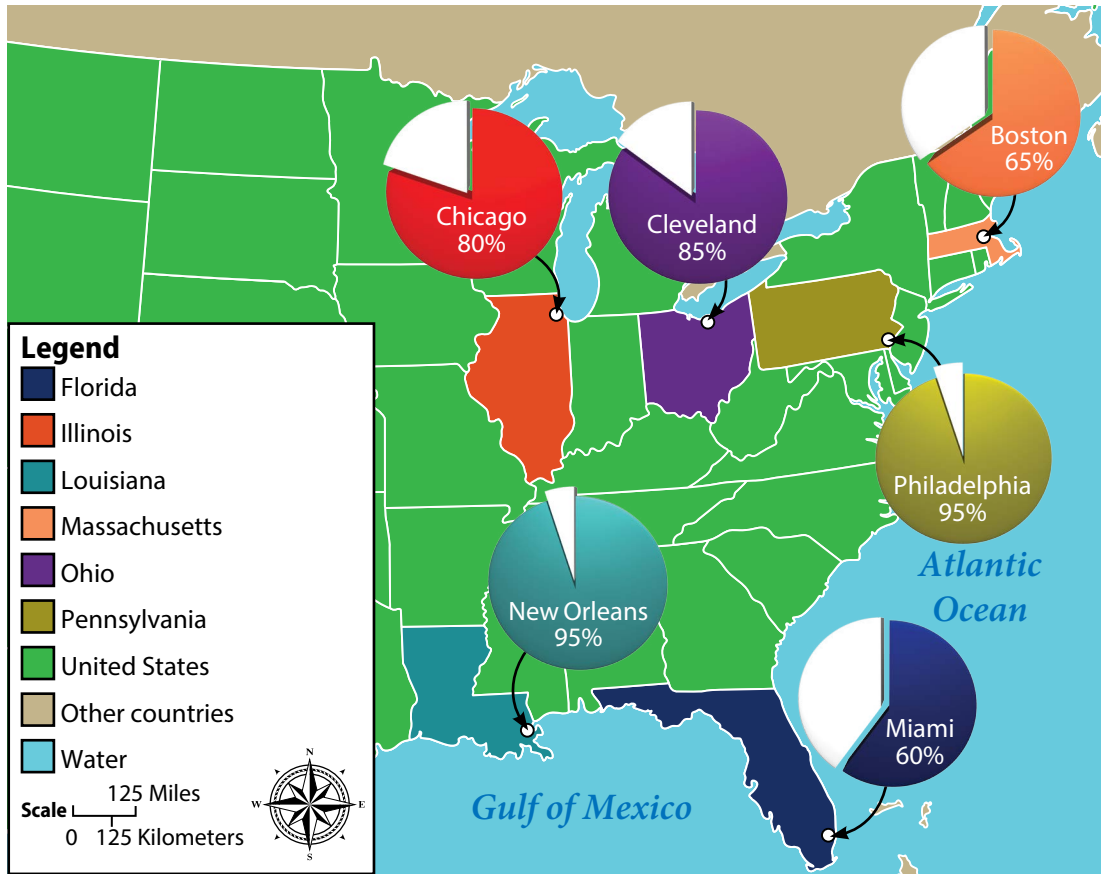 Boston
65%
Chicago
80%
Cleveland
85%
Legend
Florida
Illinois
Louisiana
Massachusetts
Ohio
Pennsylvania
United States
Other countries
Water
Scale
125 Miles
0 125 Kilometers
N
W E
S
Philadelphia
95%
New Orleans
95%
Atlantic
Ocean
Miami
60%
Gulf of Mexico